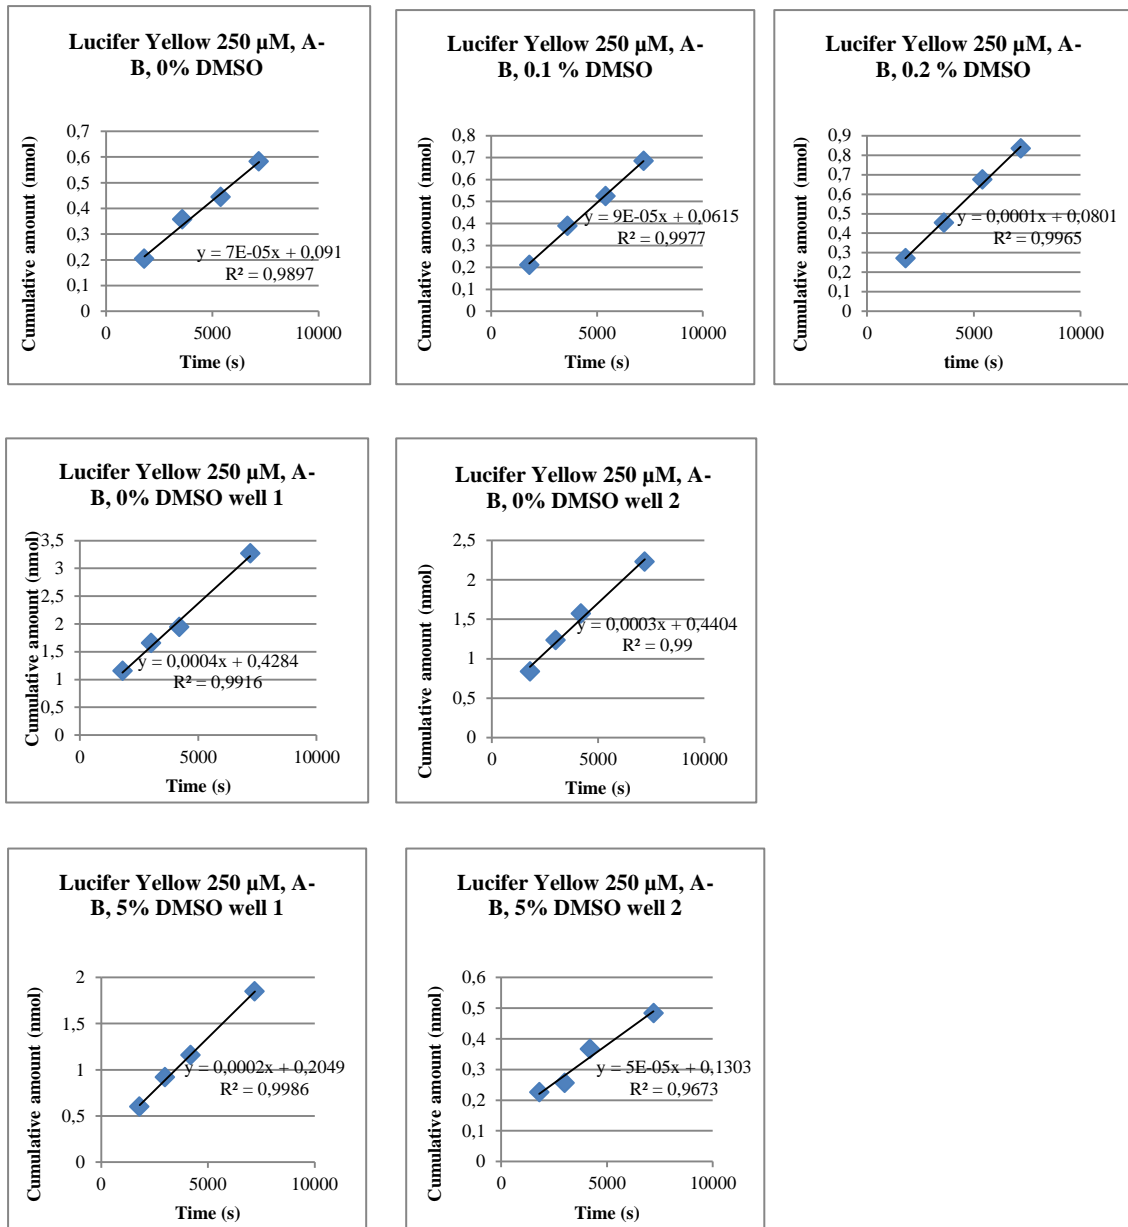 Lucifer Yellow 250 µM, A-
B, 0% DMSO
Cumulative amount (nmol)
0,7
0,6
0,5
0,4
0,3
0,2
0,1
0
y = 7E-05x + 0,091
R² = 0,9897
0
5000
10000
Time (s)
Lucifer Yellow 250 µM, A-
B, 0.1 % DMSO
Cumulative amount (nmol)
0,8
0,7
0,6
0,5
0,4
0,3
0,2
0,1
0
y = 9E-05x + 0,0615
R² = 0,9977
0
5000
10000
Time (s)
Lucifer Yellow 250 µM, A-
B, 0.2 % DMSO
Cumulative amount (nmol)
0,9
0,8
0,7
0,6
0,5
0,4
0,3
0,2
0,1
0
y = 0,0001x + 0,0801
R² = 0,9965
0
5000
10000
time (s)
Lucifer Yellow 250 µM, A-
B, 0% DMSO well 1
Cumulative amount (nmol)
3,5
3
2,5
2
1,5
1
0,5
0
y = 0,0004x + 0,4284
R² = 0,9916
0
5000
10000
Time (s)
Lucifer Yellow 250 µM, A-
B, 0% DMSO well 2
Cumulative amount (nmol)
2,5
2
1,5
1
0,5
0
y = 0,0003x + 0,4404
R² = 0,99
0
5000
10000
Time (s)
Lucifer Yellow 250 µM, A-
B, 5% DMSO well 1
Cumulative amount (nmol)
2
1,5
1
0,5
0
y = 0,0002x + 0,2049
R² = 0,9986
0
5000
10000
Time (s)
Lucifer Yellow 250 µM, A-
B, 5% DMSO well 2
Cumulative amount (nmol)
0,6
0,5
0,4
0,3
0,2
0,1
0
y = 5E-05x + 0,1303
R² = 0,9673
0
5000
10000
Time (s)